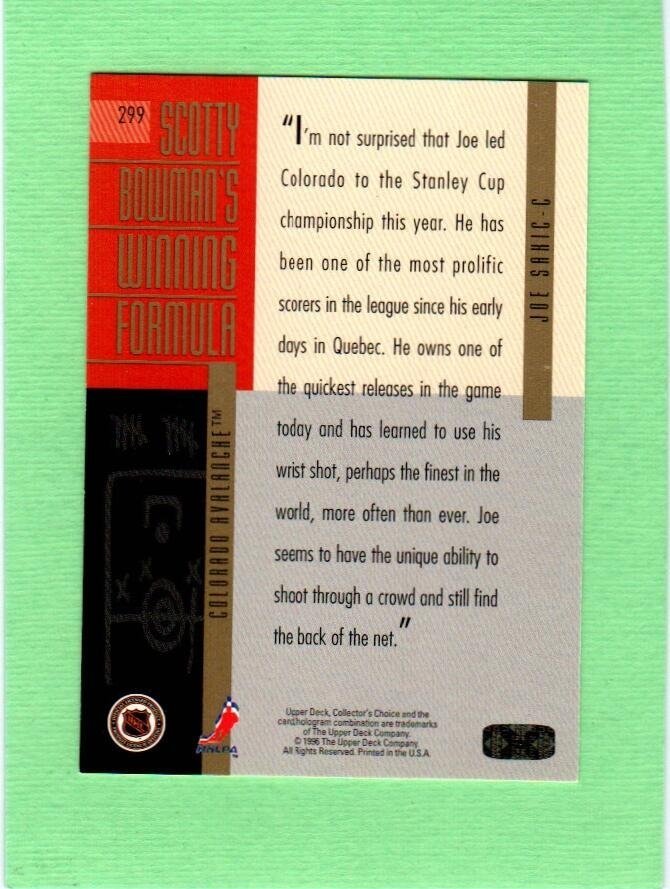 299
SCOTTY
BOWMAN'S
WINNING
FORMULA
COLORADO AVALANCHE™
"I'm not surprised that Joe led
Colorado to the Stanley Cup
championship this year. He has
been one of the most prolific
scorers in the league since his early
days in Quebec. He owns one of
the quickest releases in the game
today and has learned to use his
wrist shot, perhaps the finest in the
world, more often than ever. Joe
seems to have the unique ability to
shoot through a crowd and still find
the back of the net."
JOE SAKIC-C
NHL
NHLPA
Upper Deck, Collector's Choice and the
card/hologram combination are trademarks
of The Upper Deck Company.
© 1996 The Upper Deck Company.
All Rights Reserved. Printed in the U.S.A.